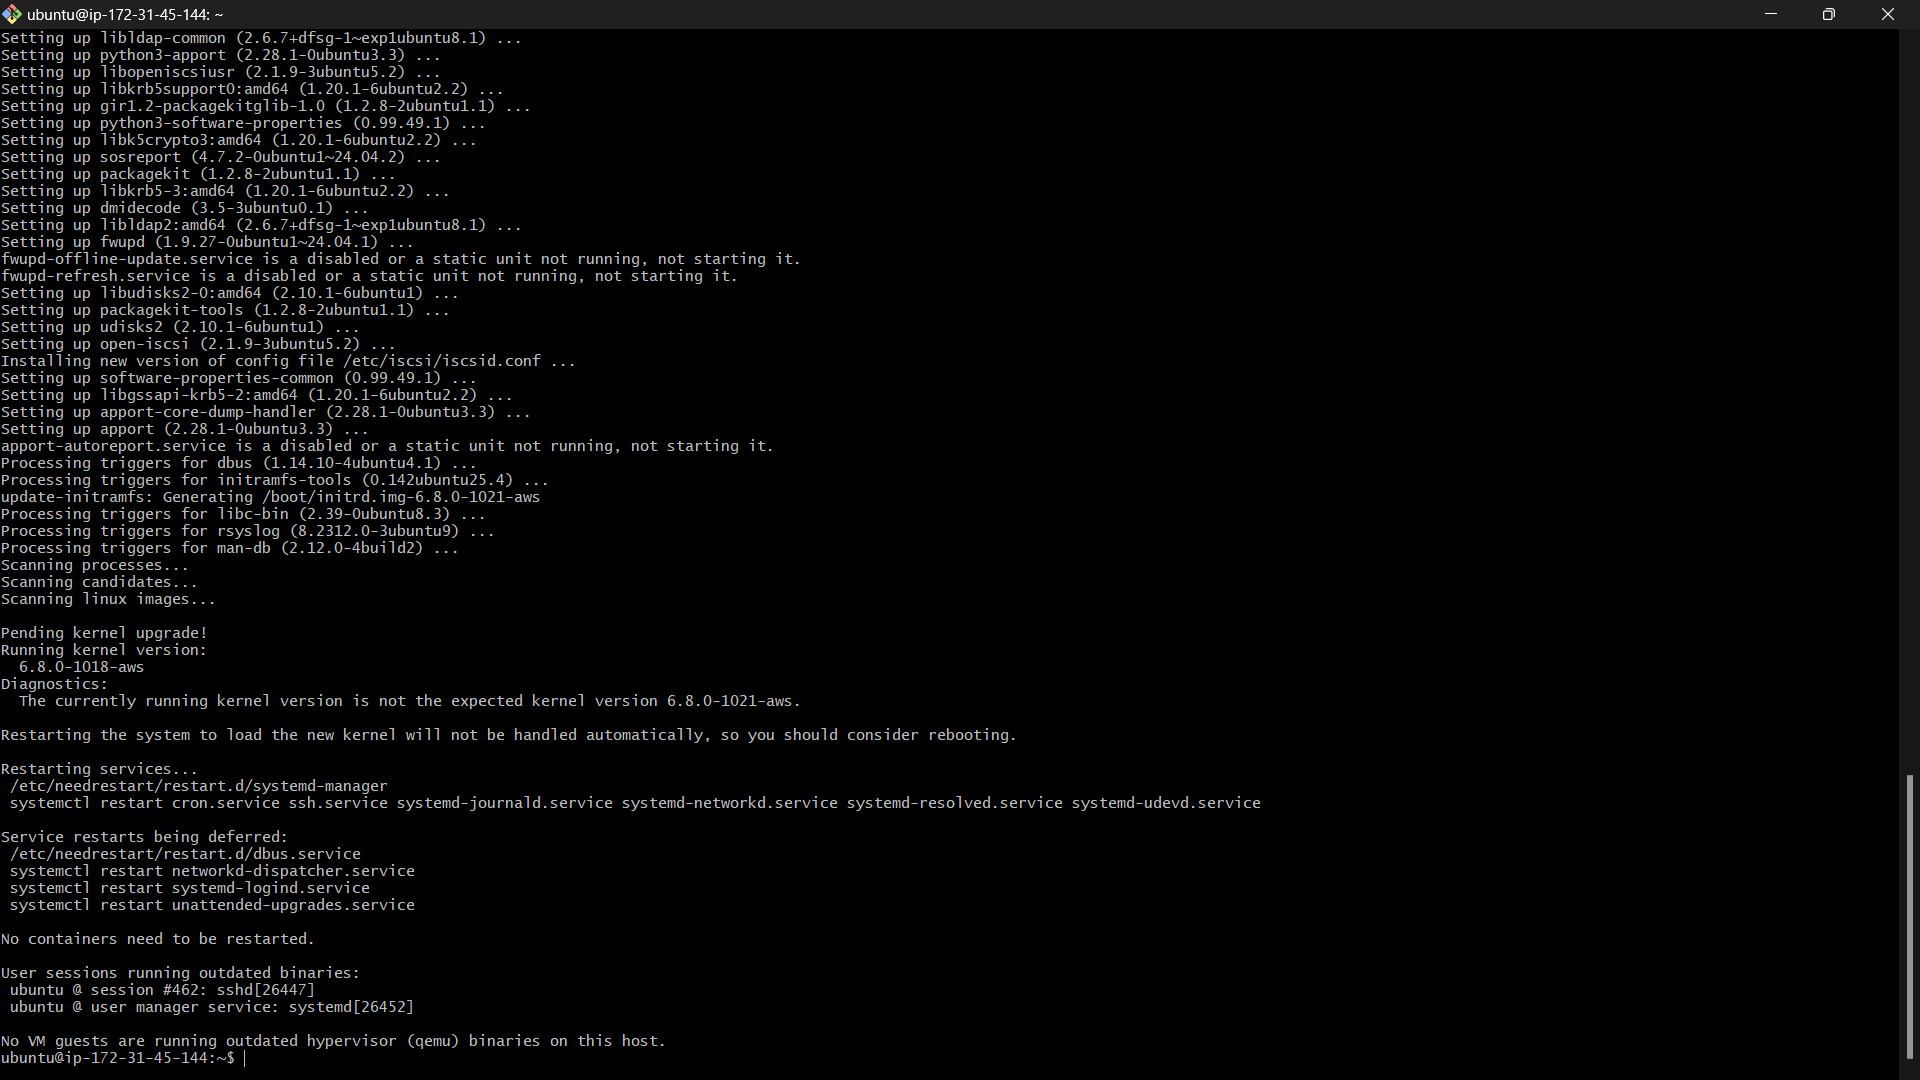 ubuntu@ip-172-31-45-144: ~
Setting up libldap-common (2.6.7+dfsg-1~exp1ubuntu8.1) ...
Setting up python3-apport (2.28.1-0ubuntu3.3) ...
Setting up libopeniscsiusr (2.1.9-3ubuntu5.2) ...
Setting up libkrb5support0:amd64 (1.20.1-6ubuntu2.2) ...
Setting up gir1.2-packagekitglib-1.0 (1.2.8-2ubuntu1.1) ...
Setting up python3-software-properties (0.99.49.1) ...
Setting up libk5crypto3:amd64 (1.20.1-6ubuntu2.2) ...
Setting up sosreport (4.7.2-0ubuntu1~24.04.2) ...
Setting up packagekit (1.2.8-2ubuntu1.1) ...
Setting up libkrb5-3:amd64 (1.20.1-6ubuntu2.2) ...
Setting up dmidecode (3.5-3ubuntu0.1) ...
Setting up libldap2:amd64 (2.6.7+dfsg-1~exp1ubuntu8.1) ...
Setting up fwupd (1.9.27-0ubuntu1~24.04.1) ...
fwupd-offline-update.service is a disabled or a static unit not running, not starting it.
fwupd-refresh.service is a disabled or a static unit not running, not starting it.
Setting up libudisks2-0:amd64 (2.10.1-6ubuntu1) ...
Setting up packagekit-tools (1.2.8-2ubuntu1.1) ...
Setting up udisks2 (2.10.1-6ubuntu1) ...
Setting up open-iscsi (2.1.9-3ubuntu5.2) ...
Installing new version of config file /etc/iscsi/iscsid.conf ...
Setting up software-properties-common (0.99.49.1) ...
Setting up libgssapi-krb5-2:amd64 (1.20.1-6ubuntu2.2) ...
Setting up apport-core-dump-handler (2.28.1-0ubuntu3.3) ...
Setting up apport (2.28.1-0ubuntu3.3) ...
apport-autoreport.service is a disabled or a static unit not running, not starting it.
Processing triggers for dbus (1.14.10-4ubuntu4.1) ...
Processing triggers for initramfs-tools (0.142ubuntu25.4) ...
update-initramfs: Generating /boot/initrd.img-6.8.0-1021-aws
Processing triggers for libc-bin (2.39-0ubuntu8.3) ...
Processing triggers for rsyslog (8.2312.0-3ubuntu9) ...
Processing triggers for man-db (2.12.0-4build2) ...
Scanning processes...
Scanning candidates...
Scanning linux images...
Pending kernel upgrade!
Running kernel version:
6.8.0-1018-aws
Diagnostics:
The currently running kernel version is not the expected kernel version 6.8.0-1021-aws.
Restarting the system to load the new kernel will not be handled automatically, so you should consider rebooting.
Restarting services...
/etc/needrestart/restart.d/systemd-manager
systemctl restart cron.service ssh.service systemd-journald.service systemd-networkd.service systemd-resolved.service systemd-udevd.service
Service restarts being deferred:
/etc/needrestart/restart.d/dbus.service
systemctl restart networkd-dispatcher.service
systemctl restart systemd-logind.service
systemctl restart unattended-upgrades.service
No containers need to be restarted.
User sessions running outdated binaries:
ubuntu @ session #462: sshd[26447]
ubuntu @ user manager service: systemd[26452]
No VM guests are running outdated hypervisor (qemu) binaries on this host.
ubuntu@ip-172-31-45-144:~$